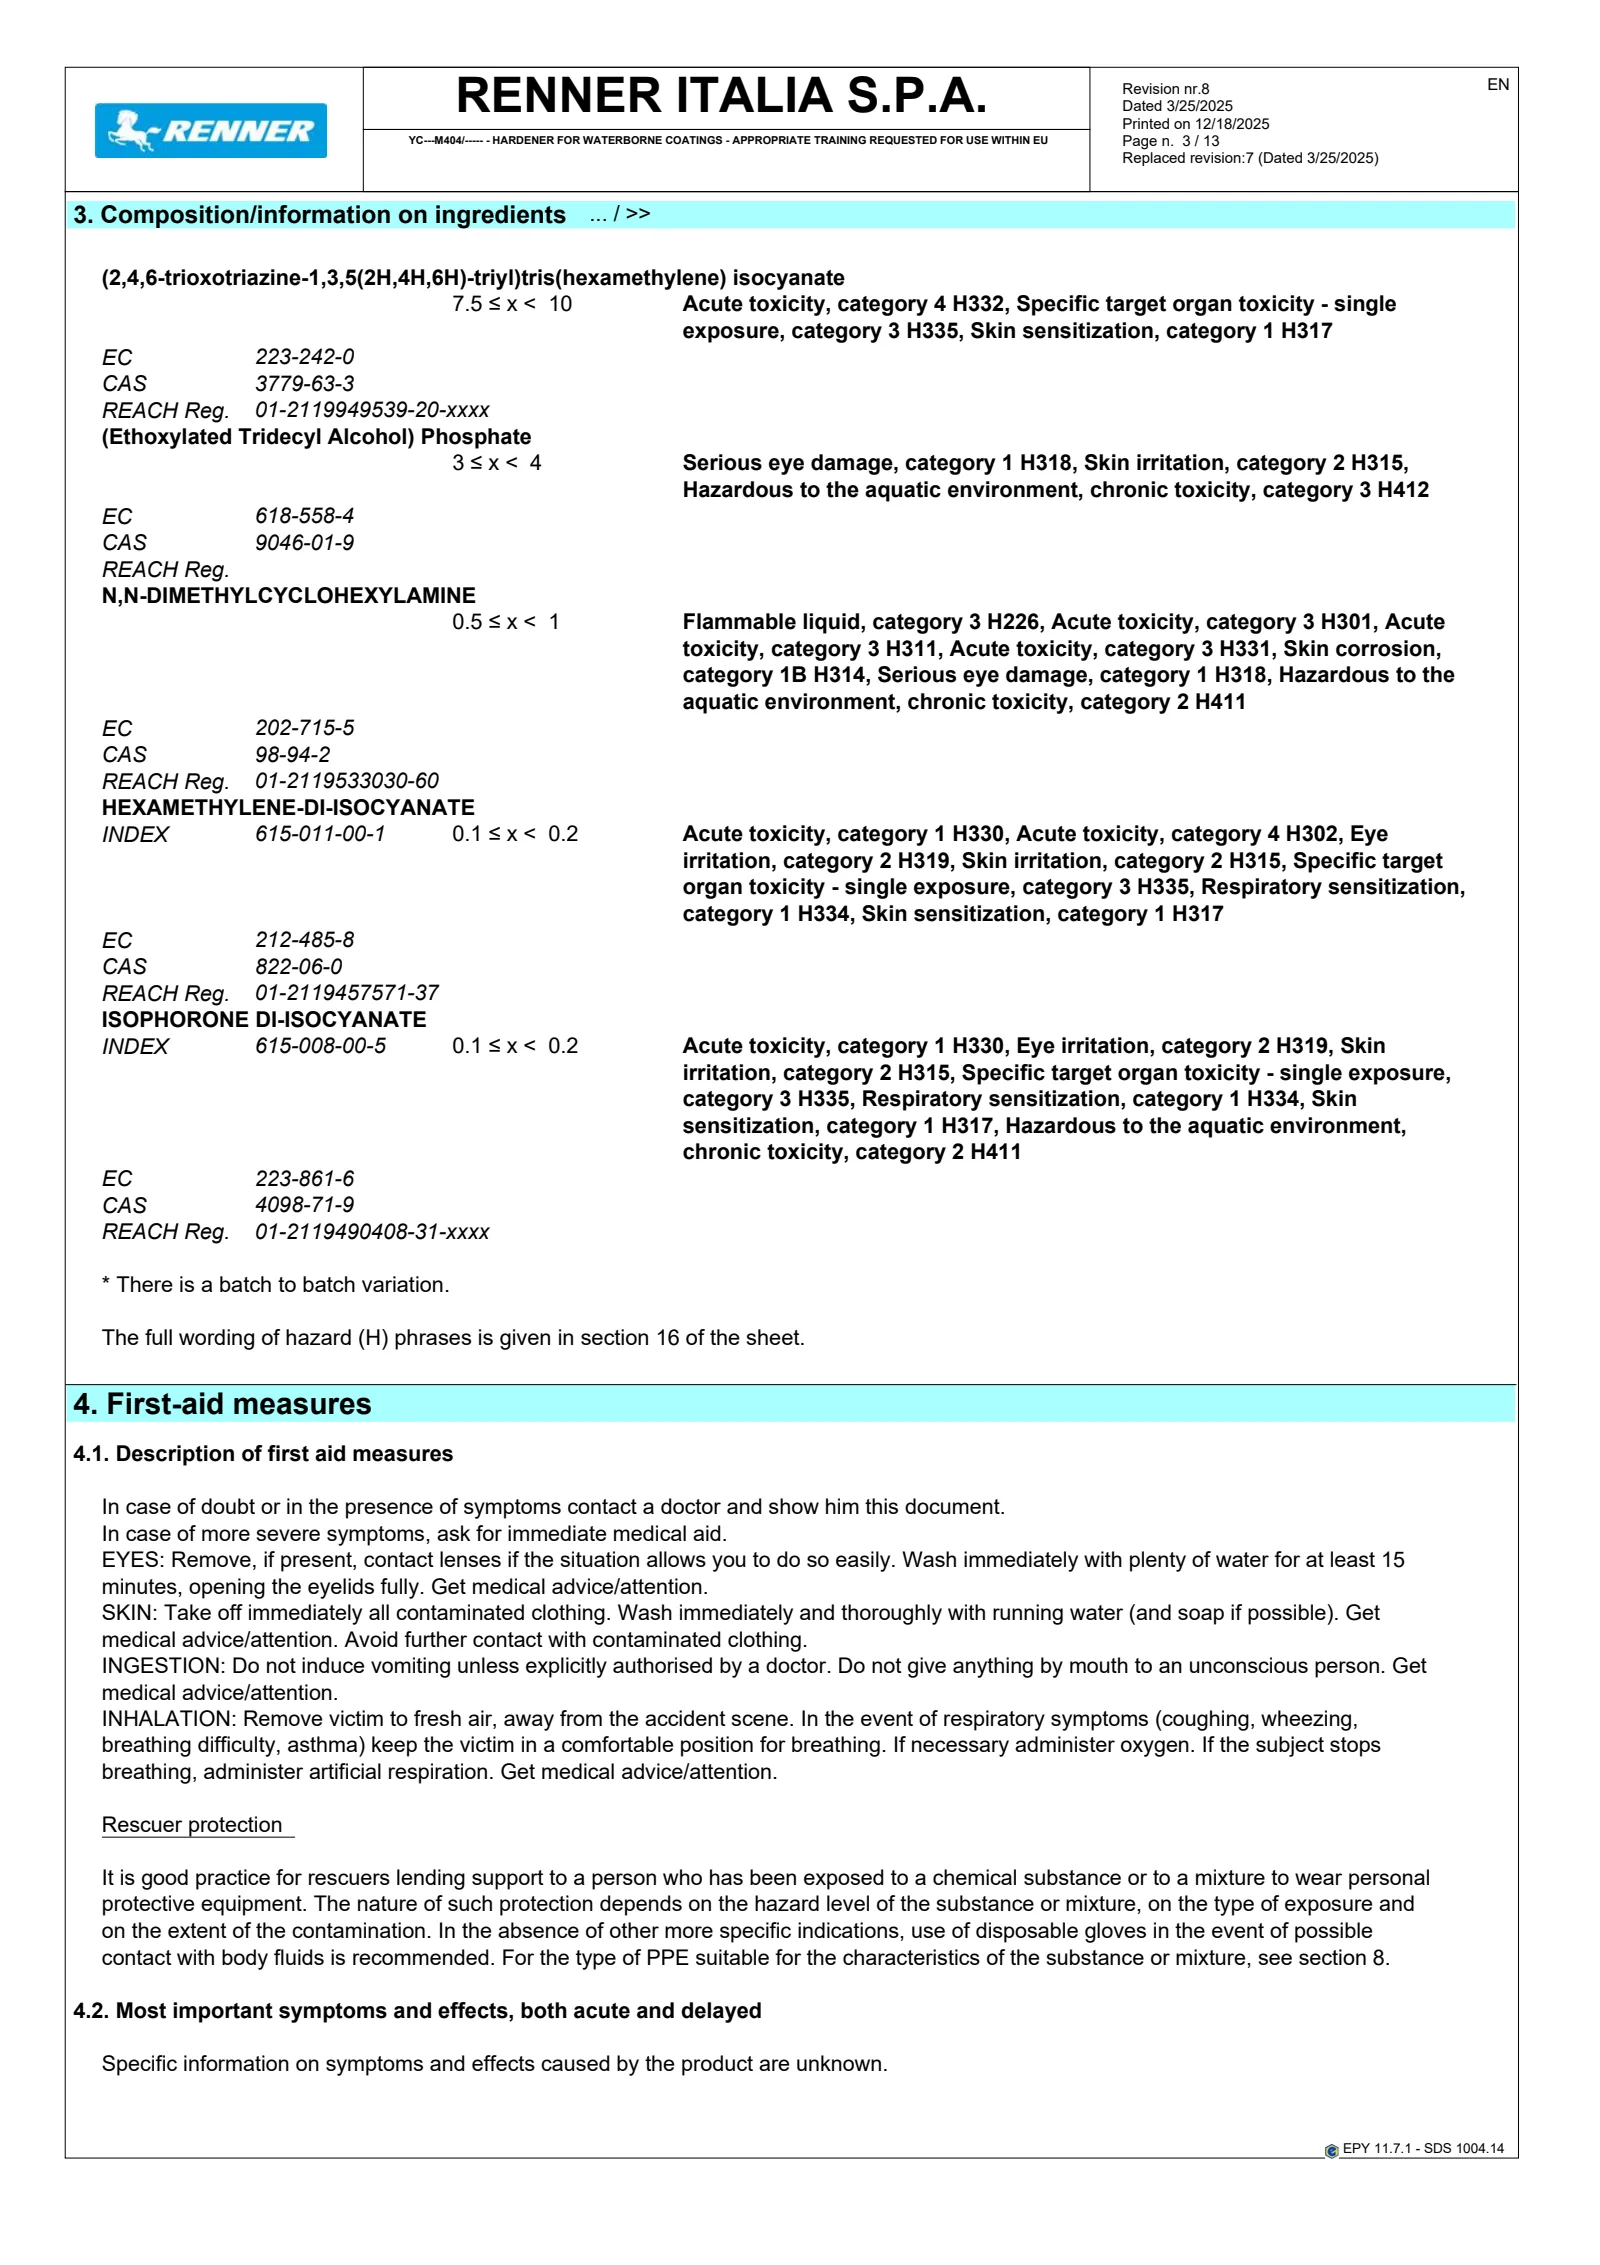 RENNER
RENNER ITALIA S.P.A.
YC---M404/----- - HARDENER FOR WATERBORNE COATINGS - APPROPRIATE TRAINING REQUESTED FOR USE WITHIN EU
Revision nr.8
Dated 3/25/2025
Printed on 12/18/2025
Page n. 3 / 13
Replaced revision:7 (Dated 3/25/2025)
EN
3. Composition/information on ingredients ... / >>
(2,4,6-trioxotriazine-1,3,5(2H,4H,6H)-triyl)tris(hexamethylene) isocyanate
7.5 ≤ x < 10 Acute toxicity, category 4 H332, Specific target organ toxicity - single
exposure, category 3 H335, Skin sensitization, category 1 H317
EC 223-242-0
CAS 3779-63-3
REACH Reg. 01-2119949539-20-xxxx
(Ethoxylated Tridecyl Alcohol) Phosphate
3 ≤ x < 4 Serious eye damage, category 1 H318, Skin irritation, category 2 H315,
Hazardous to the aquatic environment, chronic toxicity, category 3 H412
EC 618-558-4
CAS 9046-01-9
REACH Reg.
N,N-DIMETHYLCYCLOHEXYLAMINE
0.5 ≤ x < 1 Flammable liquid, category 3 H226, Acute toxicity, category 3 H301, Acute
toxicity, category 3 H311, Acute toxicity, category 3 H331, Skin corrosion,
category 1B H314, Serious eye damage, category 1 H318, Hazardous to the
aquatic environment, chronic toxicity, category 2 H411
EC 202-715-5
CAS 98-94-2
REACH Reg. 01-2119533030-60
HEXAMETHYLENE-DI-ISOCYANATE
INDEX 615-011-00-1 0.1 ≤ x < 0.2 Acute toxicity, category 1 H330, Acute toxicity, category 4 H302, Eye
irritation, category 2 H319, Skin irritation, category 2 H315, Specific target
organ toxicity - single exposure, category 3 H335, Respiratory sensitization,
category 1 H334, Skin sensitization, category 1 H317
EC 212-485-8
CAS 822-06-0
REACH Reg. 01-2119457571-37
ISOPHORONE DI-ISOCYANATE
INDEX 615-008-00-5 0.1 ≤ x < 0.2 Acute toxicity, category 1 H330, Eye irritation, category 2 H319, Skin
irritation, category 2 H315, Specific target organ toxicity - single exposure,
category 3 H335, Respiratory sensitization, category 1 H334, Skin
sensitization, category 1 H317, Hazardous to the aquatic environment,
chronic toxicity, category 2 H411
EC 223-861-6
CAS 4098-71-9
REACH Reg. 01-2119490408-31-xxxx
* There is a batch to batch variation.
The full wording of hazard (H) phrases is given in section 16 of the sheet.
4. First-aid measures
4.1. Description of first aid measures
In case of doubt or in the presence of symptoms contact a doctor and show him this document.
In case of more severe symptoms, ask for immediate medical aid.
EYES: Remove, if present, contact lenses if the situation allows you to do so easily. Wash immediately with plenty of water for at least 15
minutes, opening the eyelids fully. Get medical advice/attention.
SKIN: Take off immediately all contaminated clothing. Wash immediately and thoroughly with running water (and soap if possible). Get
medical advice/attention. Avoid further contact with contaminated clothing.
INGESTION: Do not induce vomiting unless explicitly authorised by a doctor. Do not give anything by mouth to an unconscious person. Get
medical advice/attention.
INHALATION: Remove victim to fresh air, away from the accident scene. In the event of respiratory symptoms (coughing, wheezing,
breathing difficulty, asthma) keep the victim in a comfortable position for breathing. If necessary administer oxygen. If the subject stops
breathing, administer artificial respiration. Get medical advice/attention.
Rescuer protection
It is good practice for rescuers lending support to a person who has been exposed to a chemical substance or to a mixture to wear personal
protective equipment. The nature of such protection depends on the hazard level of the substance or mixture, on the type of exposure and
on the extent of the contamination. In the absence of other more specific indications, use of disposable gloves in the event of possible
contact with body fluids is recommended. For the type of PPE suitable for the characteristics of the substance or mixture, see section 8.
4.2. Most important symptoms and effects, both acute and delayed
Specific information on symptoms and effects caused by the product are unknown.
EPY 11.7.1 - SDS 1004.14